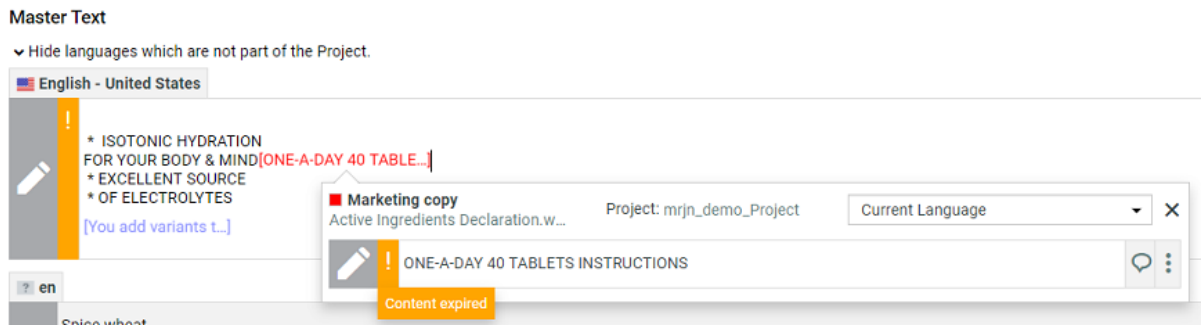 Master Text
Hide languages which are not part of the Project.
English - United States
!
* ISOTONIC HYDRATION
FOR YOUR BODY & MIND[ONE-A-DAY 40 TABLE...]
* EXCELLENT SOURCE
* OF ELECTROLYTES
[You add variants t...]
Marketing copy
Active Ingredients Declaration.w...
Project: mrjn_demo_Project
Current Language
! ONE-A-DAY 40 TABLETS INSTRUCTIONS
Content expired
? en
Spice wheat